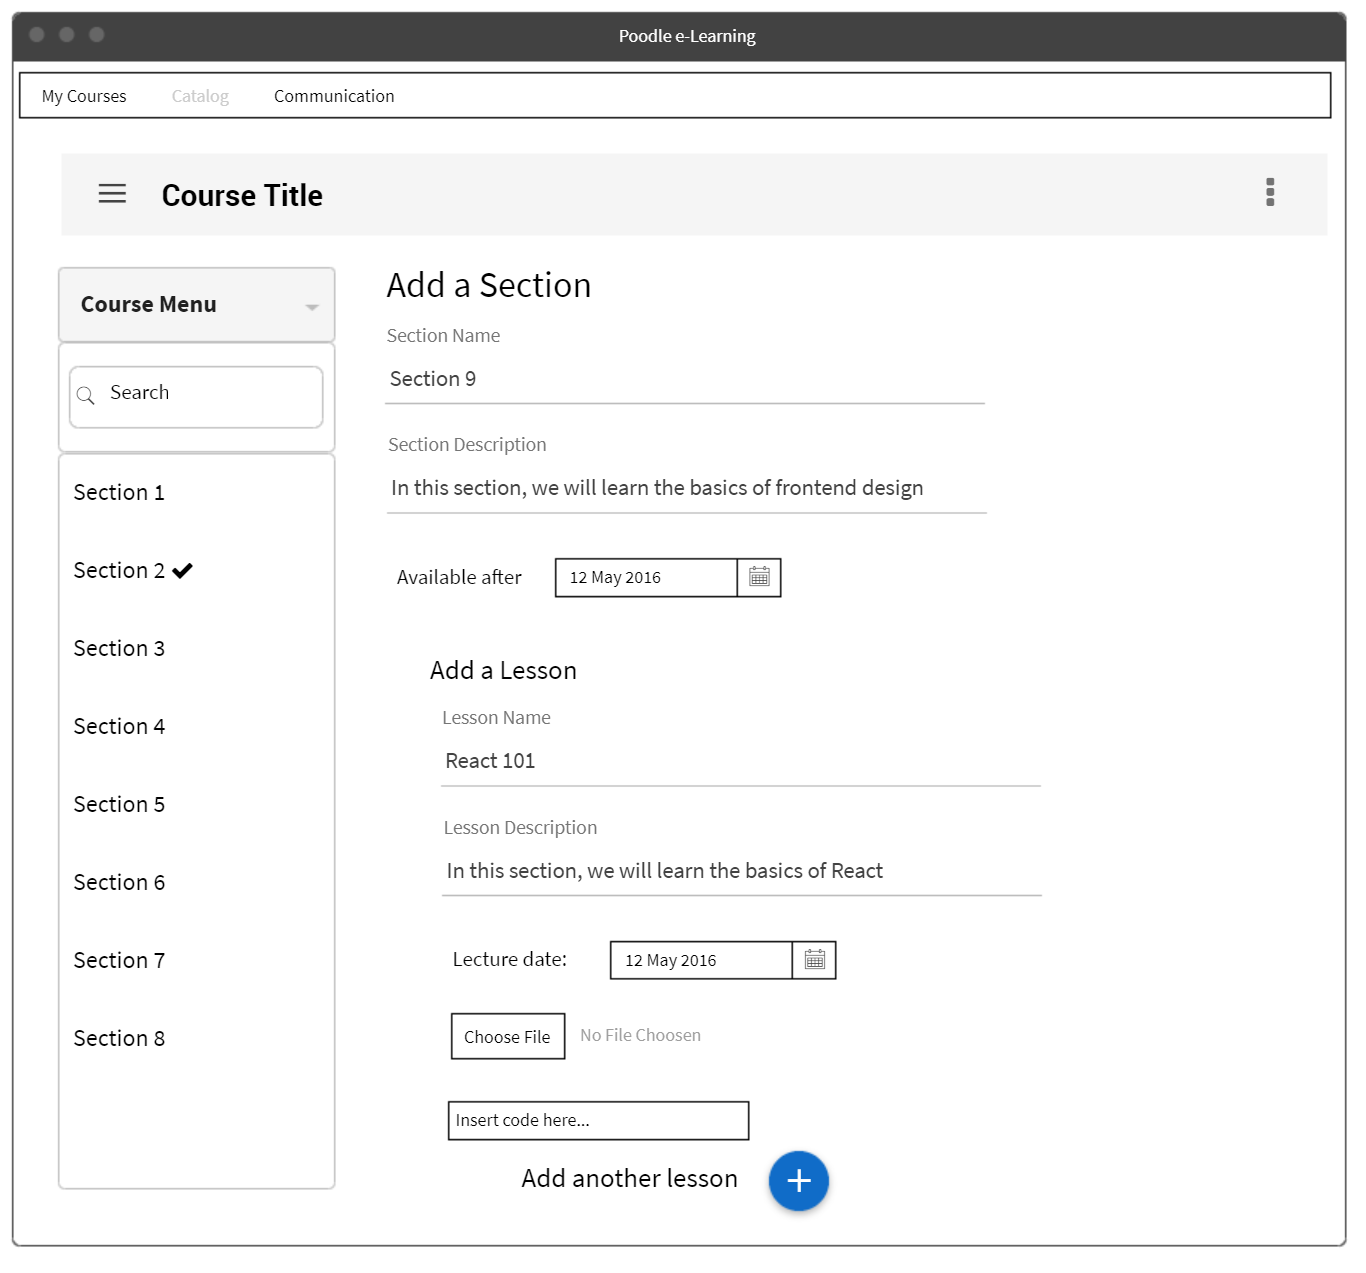 Poodle e-Learning
My Courses Catalog Communication
Course Title
Course Menu
Search
Section 1
Section 2
Section 3
Section 4
Section 5
Section 6
Section 7
Section 8
Add a Section
Section Name
Section 9
Section Description
In this section, we will learn the basics of frontend design
Available after 12 May 2016
Add a Lesson
Lesson Name
React 101
Lesson Description
In this section, we will learn the basics of React
Lecture date: 12 May 2016
Choose File No File Choosen
Insert code here...
Add another lesson